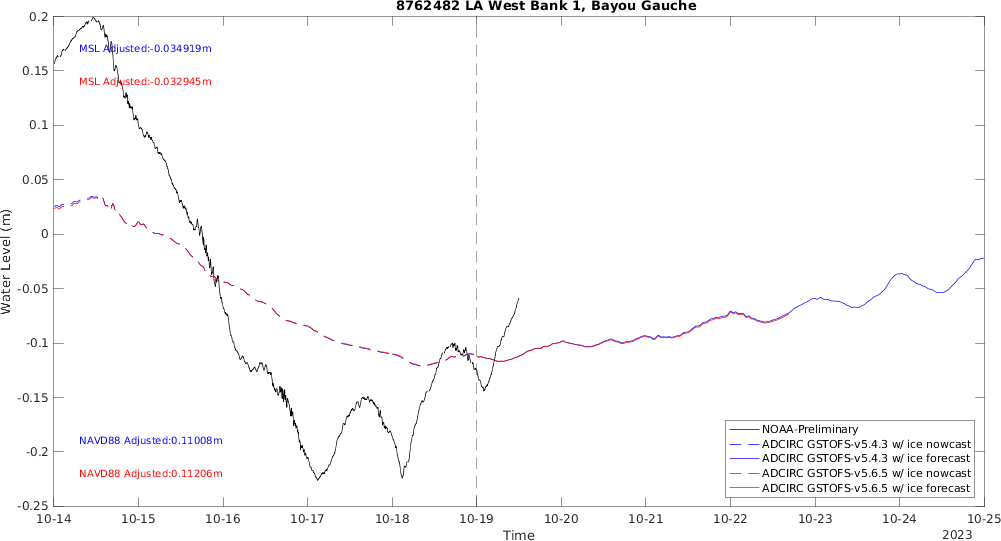 8762482 LA West Bank 1, Bayou Gauche
0.2
0.15
0.1
0.05
0
-0.05
-0.1
-0.15
-0.2
-0.25
Water Level (m)
MSL Adjusted:-0.034919m
MSL Adjusted:-0.032945m
NAVD88 Adjusted:0.11008m
NAVD88 Adjusted:0.11206m
NOAA-Preliminary
ADCIRC GSTOFS-v5.4.3 w/ ice nowcast
ADCIRC GSTOFS-v5.4.3 w/ ice forecast
ADCIRC GSTOFS-v5.6.5 w/ ice nowcast
ADCIRC GSTOFS-v5.6.5 w/ ice forecast
10-14 10-15 10-16 10-17 10-18 10-19 10-20 10-21 10-22 10-23 10-24 10-25
Time
2023